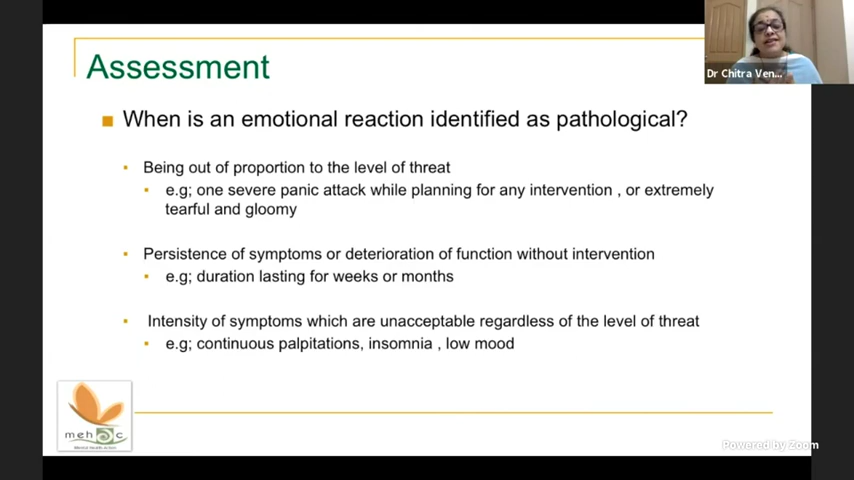 Assessment
Dr Chitra Ven...
■ When is an emotional reaction identified as pathological?
• Being out of proportion to the level of threat
• e.g; one severe panic attack while planning for any intervention , or extremely
tearful and gloomy
• Persistence of symptoms or deterioration of function without intervention
• e.g; duration lasting for weeks or months
• Intensity of symptoms which are unacceptable regardless of the level of threat
• e.g; continuous palpitations, insomnia , low mood
mehac
Powered by Zoom